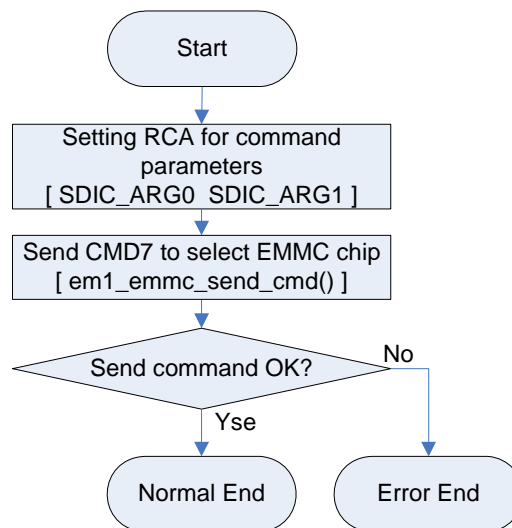 Start
Setting RCA for command
parameters
[ SDIC_ARG0  SDIC_ARG1 ]
Send CMD7 to select EMMC chip
[ em1_emmc_send_cmd() ]
Send command OK?
No
Yse
Normal End
Error End